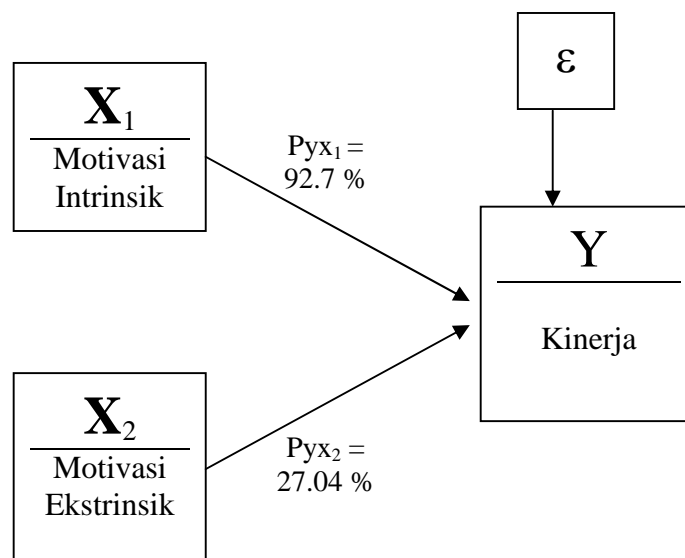 ε
X₁
Motivasi
Intrinsik
Pyx₁ =
92.7 %
Y
Kinerja
X₂
Motivasi
Ekstrinsik
Pyx₂ =
27.04 %